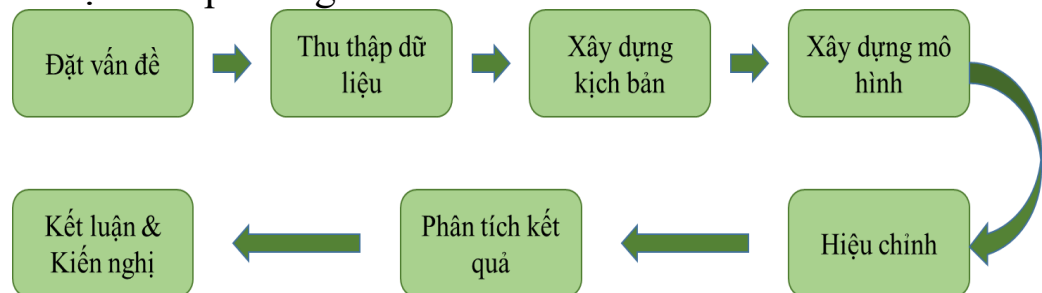 Đặt vấn đề
Thu thập dữ
liệu
Xây dựng
kịch bản
Xây dựng mô
hình
Hiệu chỉnh
Phân tích kết
quả
Kết luận &
Kiến nghị